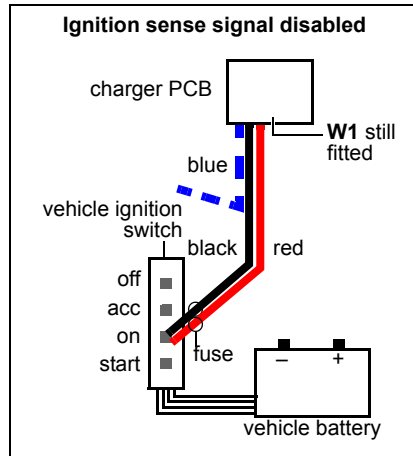 Ignition sense signal disabled
charger PCB
W1 still
fitted
blue
vehicle ignition
switch
black
red
off
acc
on
start
fuse
– +
vehicle battery